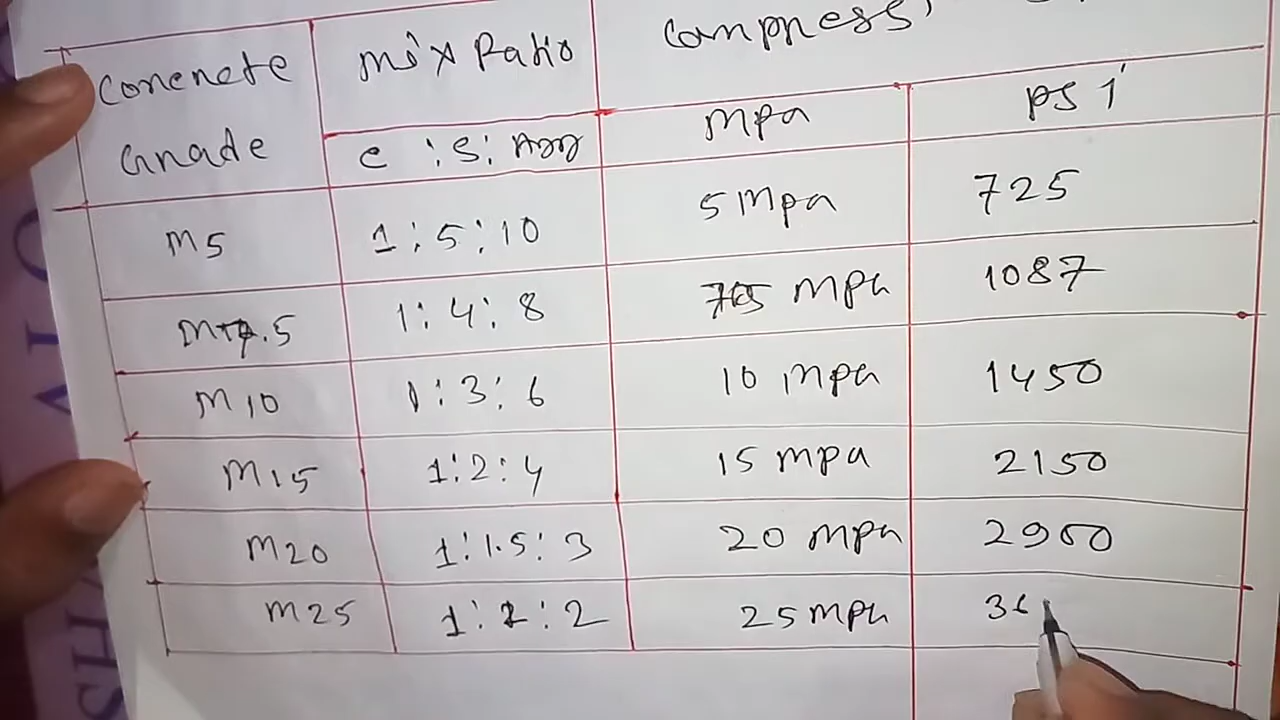 Concrete Grade mix Ratio Compress
C : S : Agg mpa psi
M5 1:5:10 5 mpa 725
M7.5 1:4:8 7.5 mpa 1087
M10 1:3:6 10 mpa 1450
M15 1:2:4 15 mpa 2150
M20 1:1.5:3 20 mpa 2900
M25 1:1:2 25 mpa 36